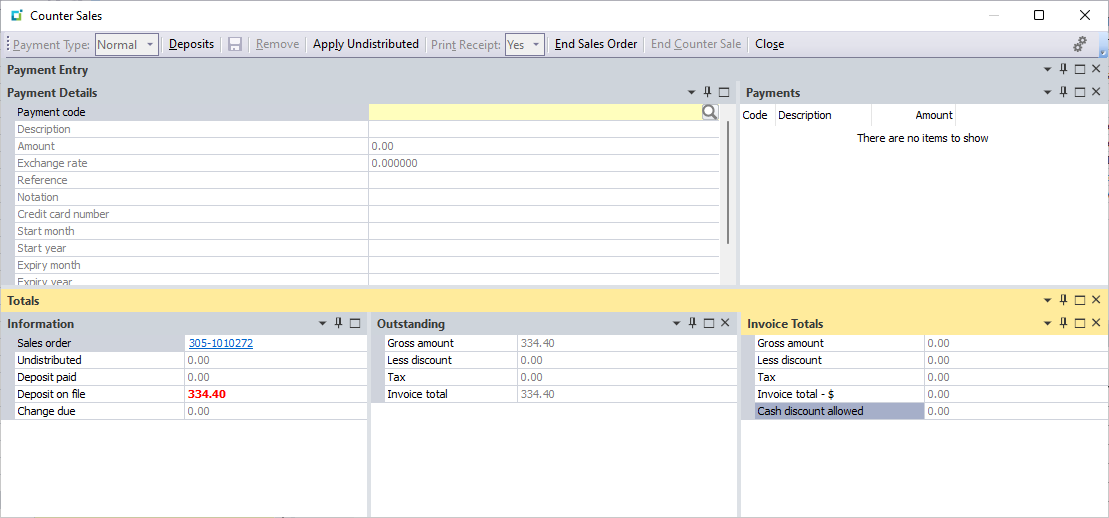 Counter Sales
Payment Type: Normal Deposits Remove Apply Undistributed Print Receipt: Yes End Sales Order End Counter Sale Close
Payment Entry
Payment Details
Payment code
Description
Amount 0.00
Exchange rate 0.000000
Reference
Notation
Credit card number
Start month
Start year
Expiry month
Expiry year
Payments
Code Description Amount
There are no items to show
Totals
Information
Sales order 305-1010272
Undistributed 0.00
Deposit paid 0.00
Deposit on file 334.40
Change due 0.00
Outstanding
Gross amount 334.40
Less discount 0.00
Tax 0.00
Invoice total 334.40
Invoice Totals
Gross amount 0.00
Less discount 0.00
Tax 0.00
Invoice total - $ 0.00
Cash discount allowed 0.00